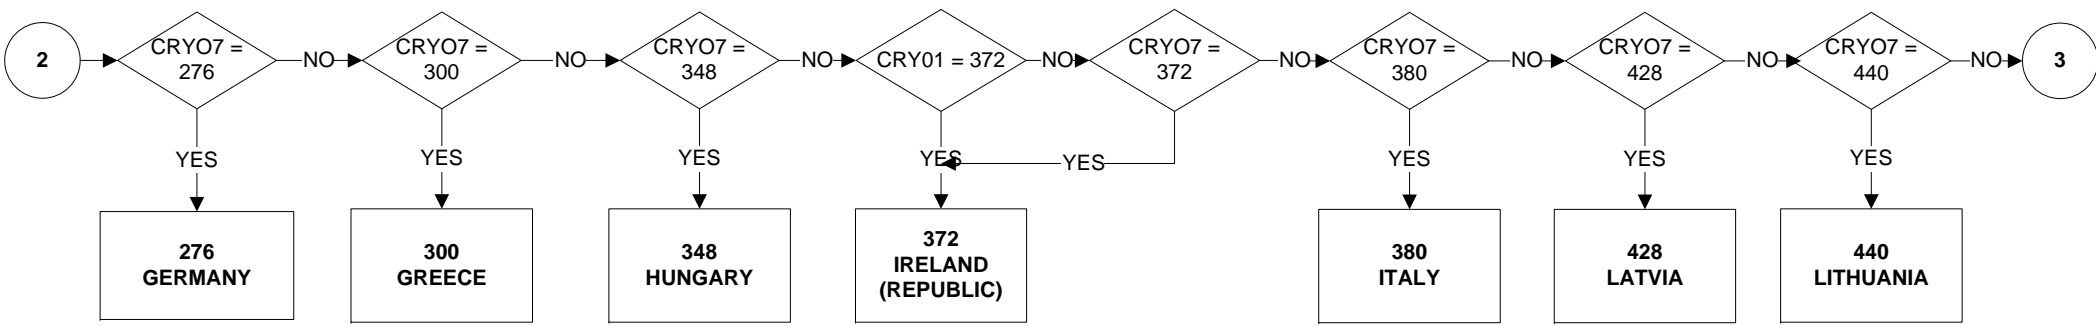 2
CRYO7 =
276
NO
CRYO7 =
300
NO
CRYO7 =
348
NO
CRY01 = 372
NO
CRYO7 =
372
NO
CRYO7 =
380
NO
CRYO7 =
428
NO
CRYO7 =
440
NO
3
YES
YES
YES
YES
YES
YES
YES
YES
276
GERMANY
300
GREECE
348
HUNGARY
372
IRELAND
(REPUBLIC)
380
ITALY
428
LATVIA
440
LITHUANIA